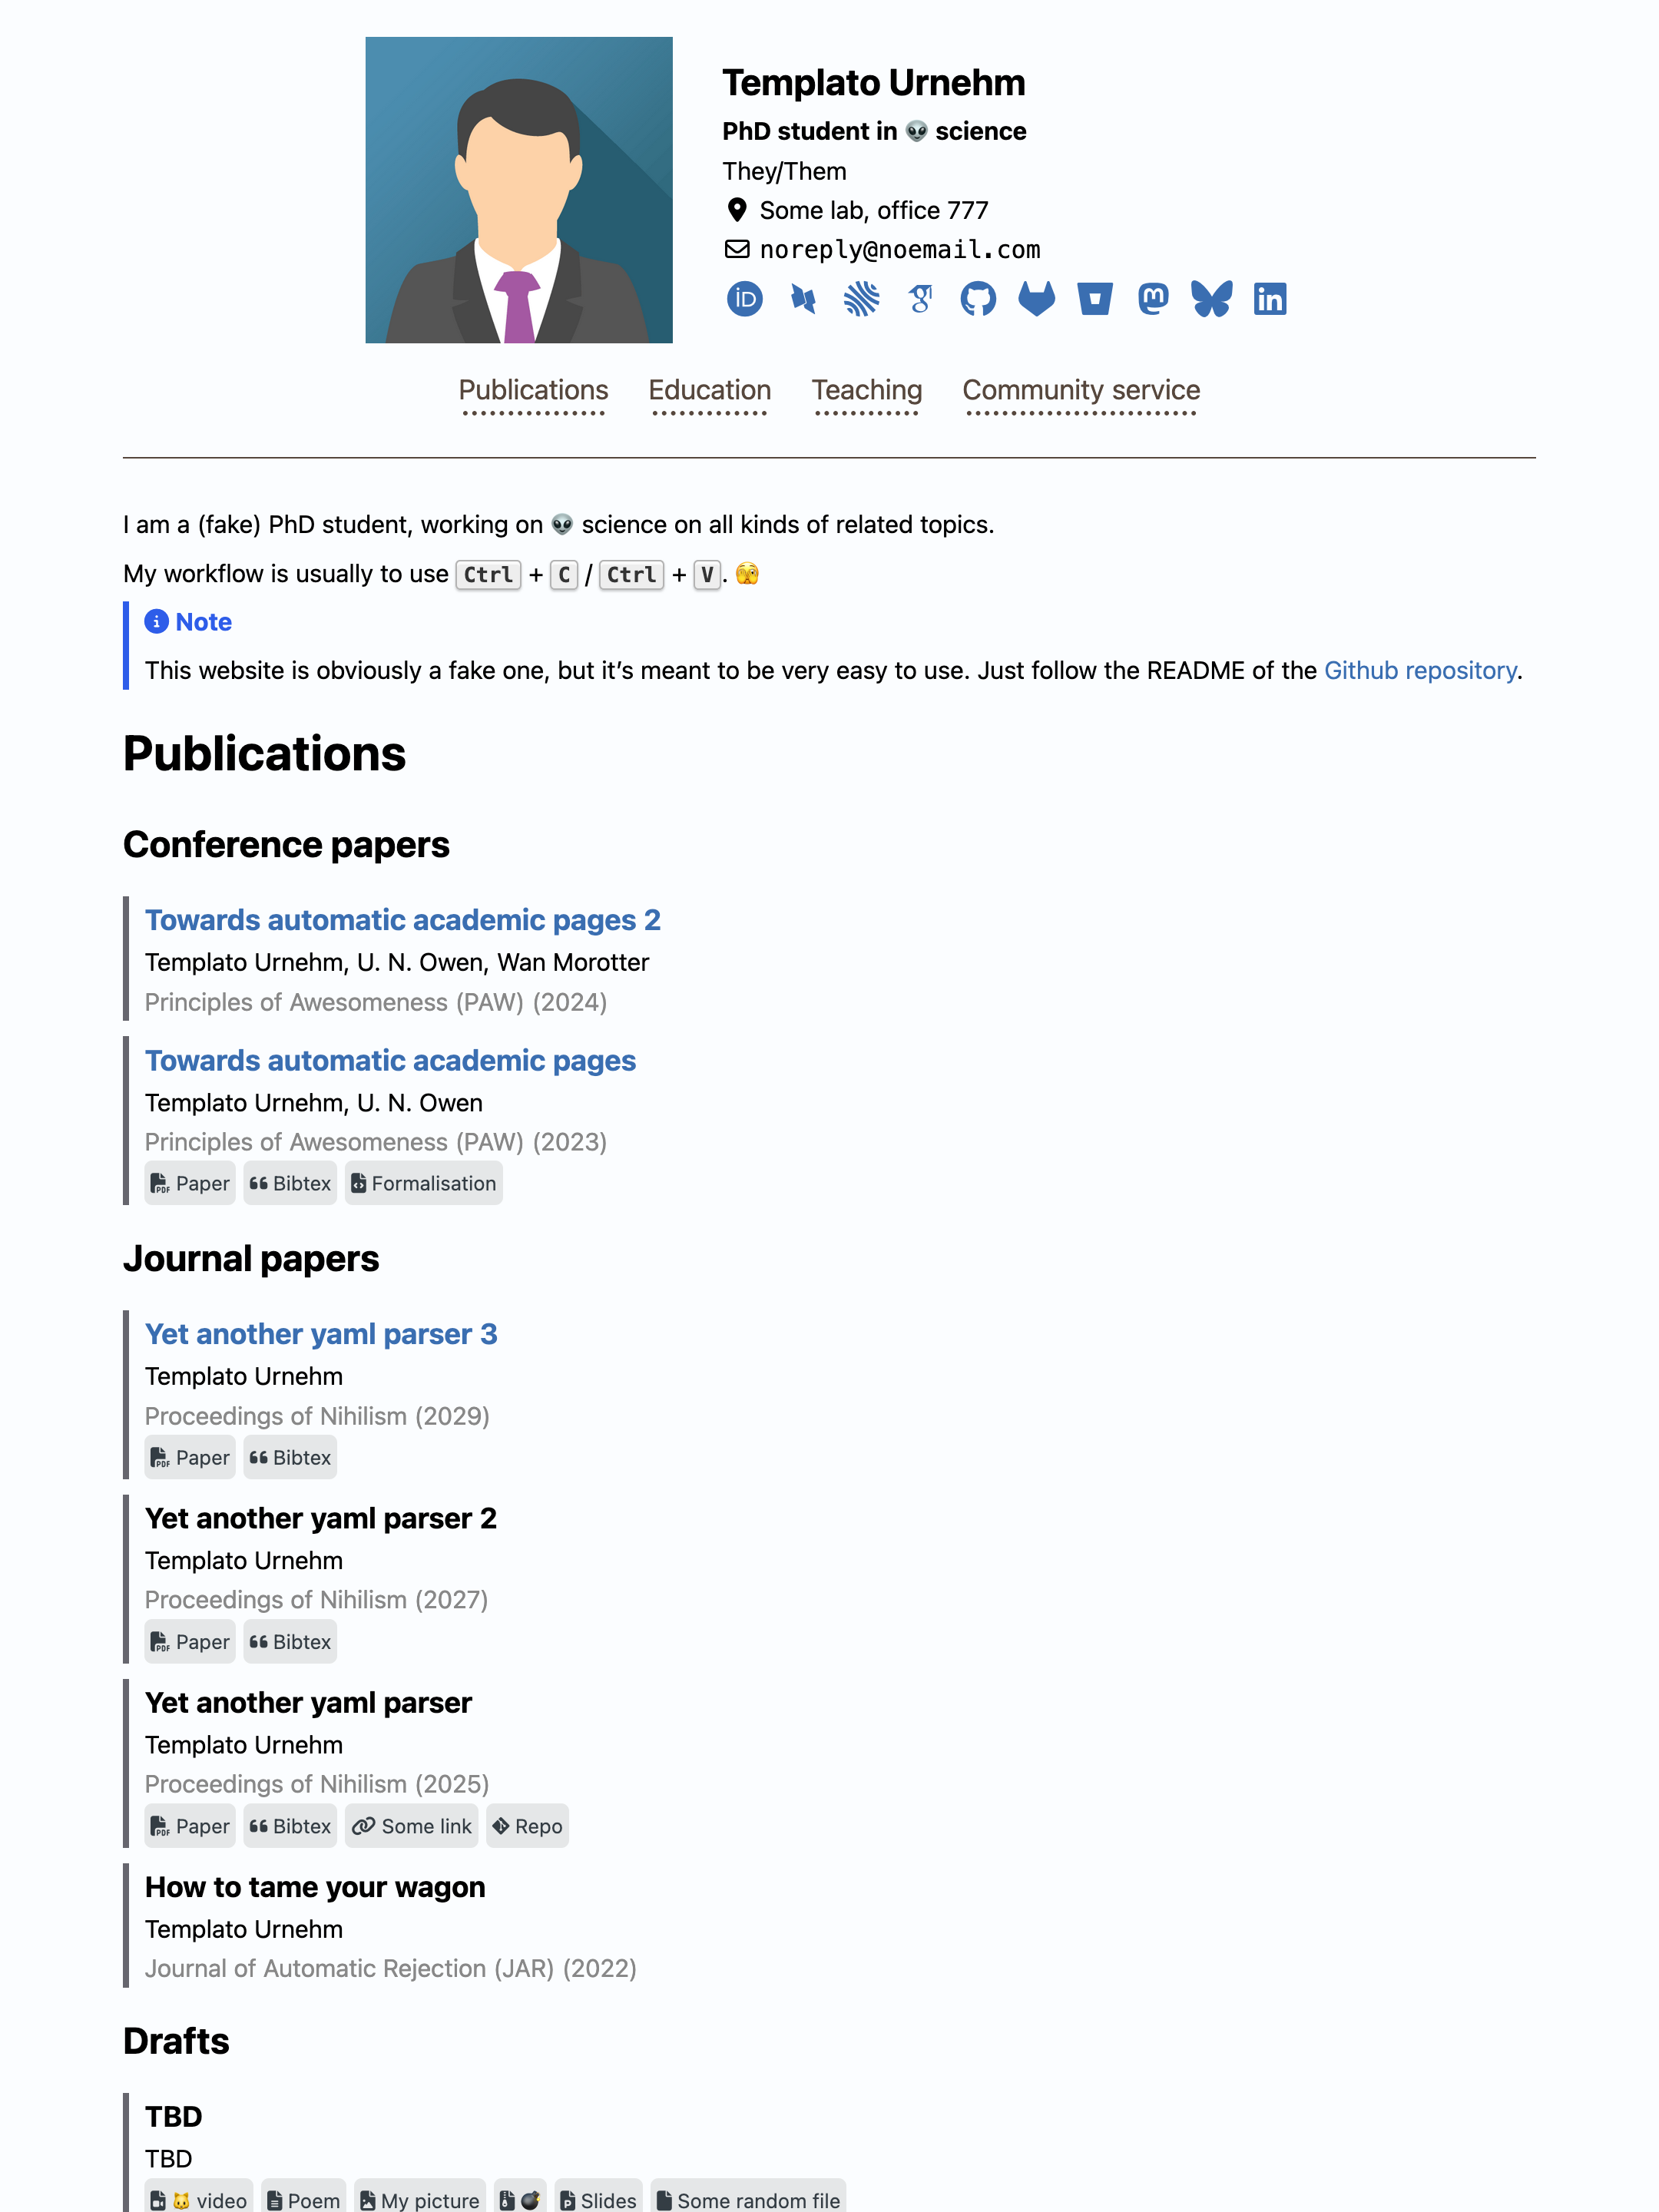 Templato Urnehm
PhD student in 👽 science
They/Them
Some lab, office 777
noreply@noemail.com
Publications Education Teaching Community service
I am a (fake) PhD student, working on 👽 science on all kinds of related topics.
My workflow is usually to use Ctrl + C / Ctrl + V. 🫣
Note
This website is obviously a fake one, but it’s meant to be very easy to use. Just follow the README of the Github repository.
Publications
Conference papers
Towards automatic academic pages 2
Templato Urnehm, U. N. Owen, Wan Morotter
Principles of Awesomeness (PAW) (2024)
Towards automatic academic pages
Templato Urnehm, U. N. Owen
Principles of Awesomeness (PAW) (2023)
Paper Bibtex Formalisation
Journal papers
Yet another yaml parser 3
Templato Urnehm
Proceedings of Nihilism (2029)
Paper Bibtex
Yet another yaml parser 2
Templato Urnehm
Proceedings of Nihilism (2027)
Paper Bibtex
Yet another yaml parser
Templato Urnehm
Proceedings of Nihilism (2025)
Paper Bibtex Some link Repo
How to tame your wagon
Templato Urnehm
Journal of Automatic Rejection (JAR) (2022)
Drafts
TBD
TBD
🐱 video Poem My picture 💣 Slides Some random file